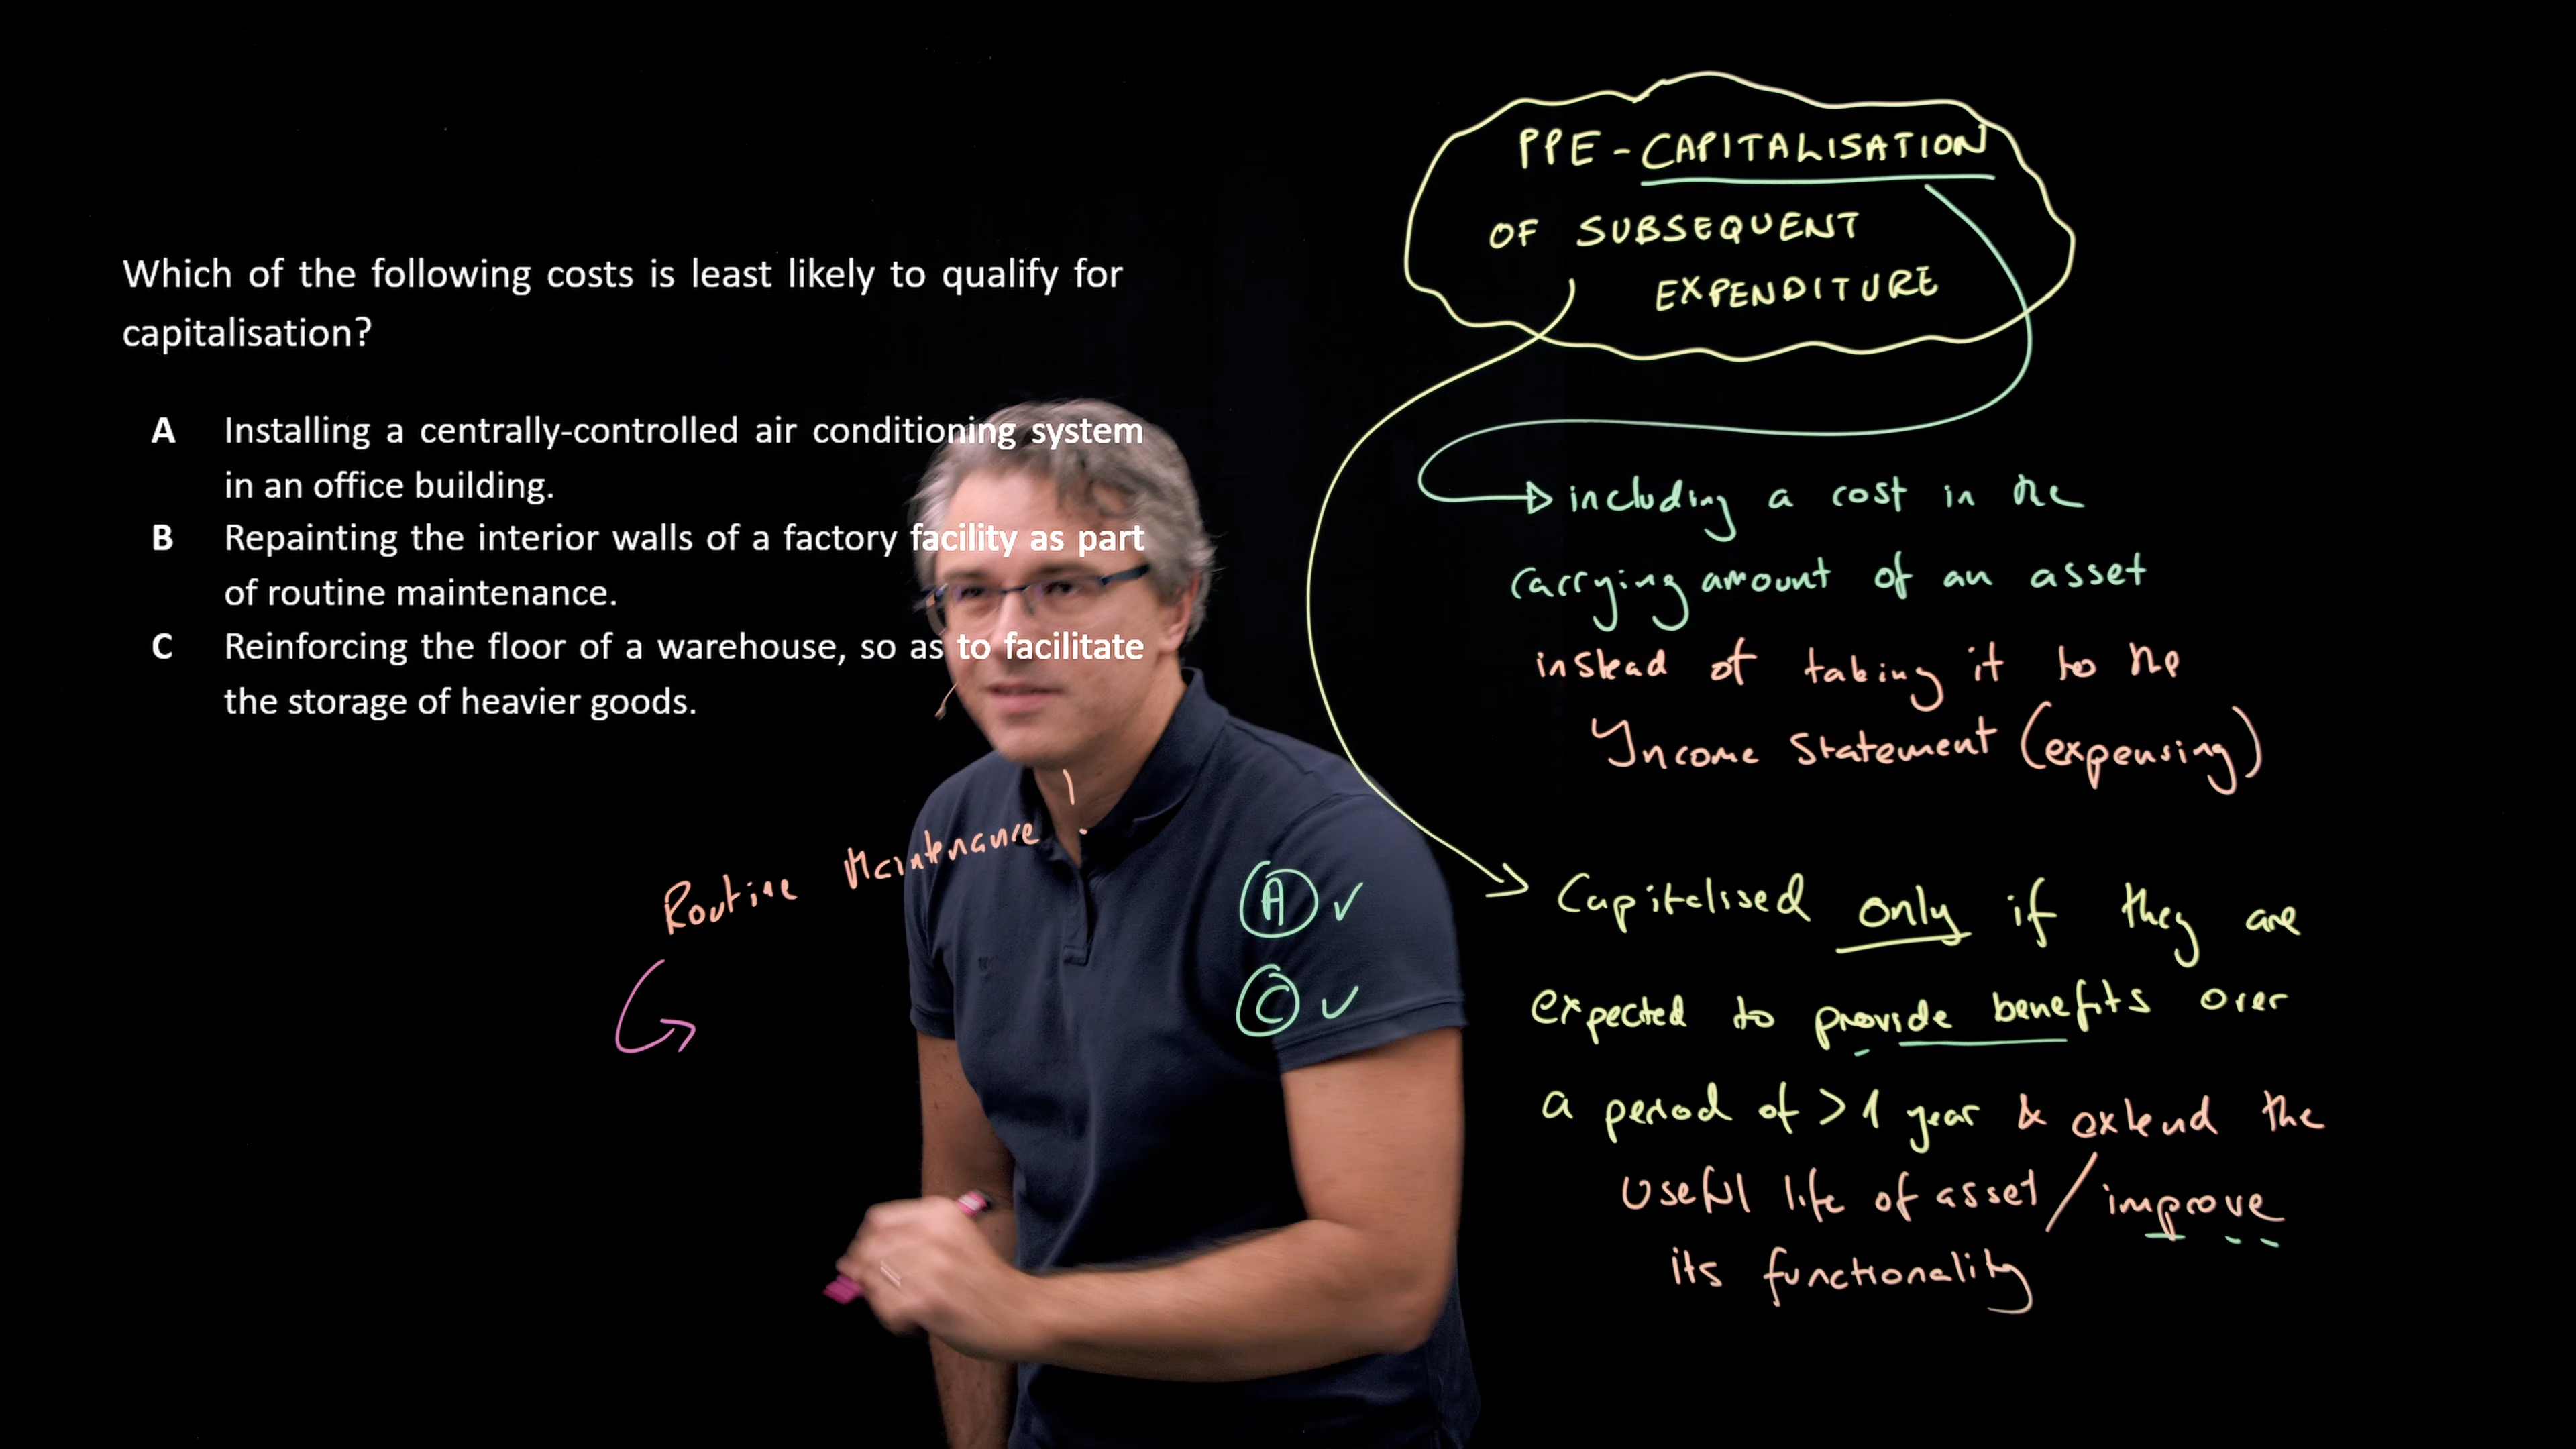 Which of the following costs is least likely to qualify for
capitalisation?
A Installing a centrally-controlled air conditioning system
in an office building.
B Repainting the interior walls of a factory facility as part
of routine maintenance.
C Reinforcing the floor of a warehouse, so as to facilitate
the storage of heavier goods.
Routine Maintenance
A ✓
C ✓
PPE - CAPITALISATION
OF SUBSEQUENT
EXPENDITURE
including a cost in the
carrying amount of an asset
instead of taking it to the
Income Statement (expensing)
Capitalised only if they are
expected to provide benefits over
a period of > 1 year & extend the
useful life of asset / improve
its functionality